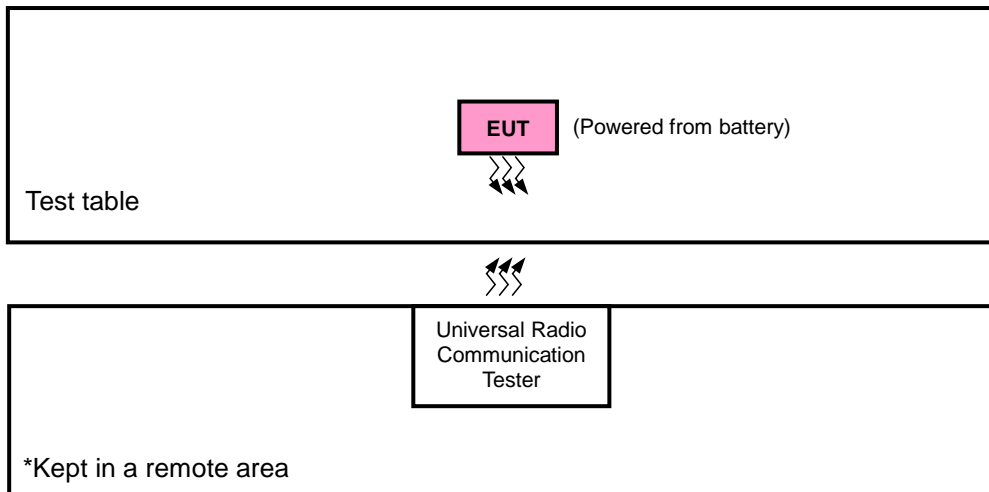 EUT
(Powered from battery)
Test table
Universal Radio
Communication
Tester
*Kept in a remote area